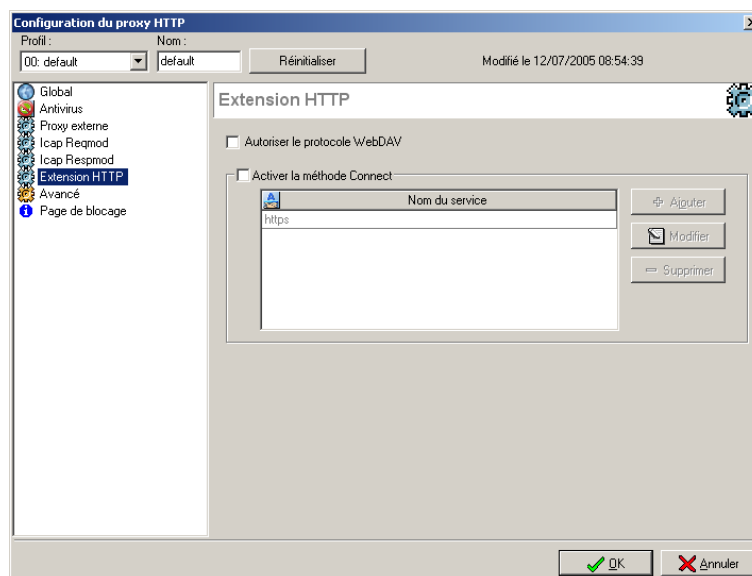 Configuration du proxy HTTP
Profil : Nom :
00: default default Réinitialiser Modifié le 12/07/2005 08:54:39
Global
Antivirus
Proxy externe
Icap Reqmod
Icap Respmod
Extension HTTP
Avancé
Page de blocage
Extension HTTP
Autoriser le protocole WebDAV
Activer la méthode Connect
Nom du service
https
Ajouter
Modifier
Supprimer
OK Annuler